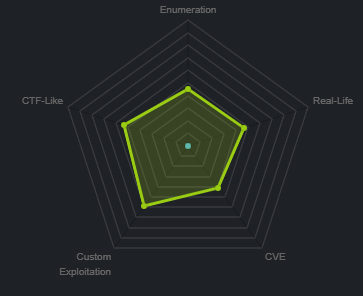 Enumeration
CTF-Like
Real-Life
Custom
Exploitation
CVE